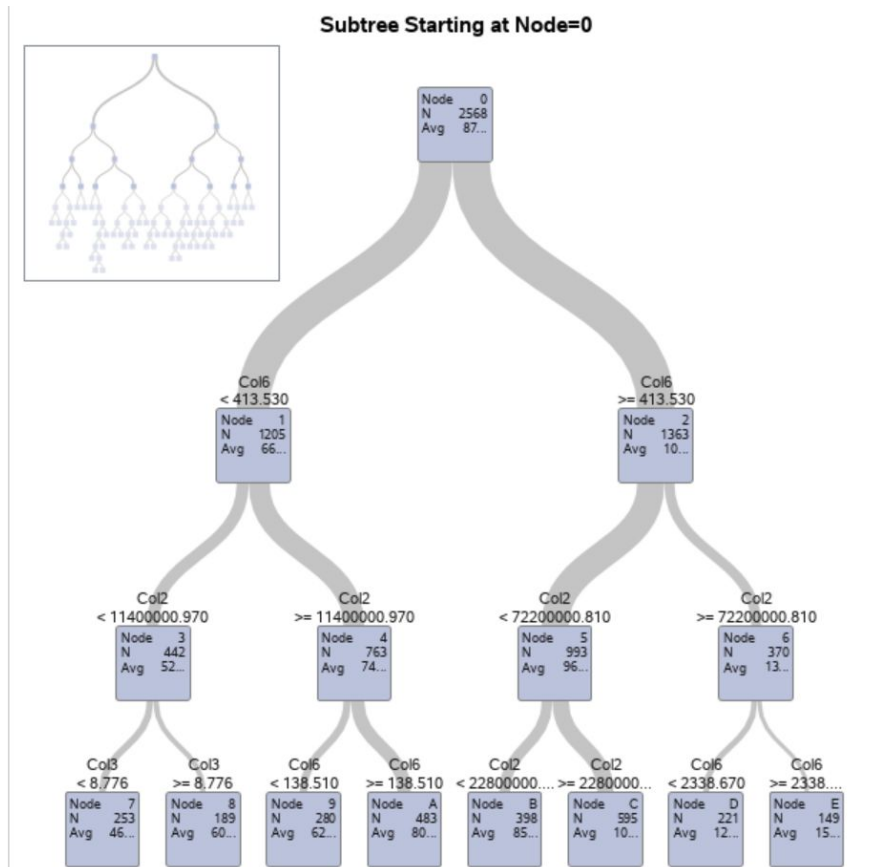 Subtree Starting at Node=0
Node 0
N 2568
Avg 87...
Col6
< 413.530
Node 1
N 1205
Avg 66...
Col6
>= 413.530
Node 2
N 1363
Avg 10...
Col2
< 11400000.970
Node 3
N 442
Avg 52...
Col2
>= 11400000.970
Node 4
N 763
Avg 74...
Col2
< 72200000.810
Node 5
N 993
Avg 96...
Col2
>= 72200000.810
Node 6
N 370
Avg 13...
Col3
< 8.776
Node 7
N 253
Avg 46...
Col3
>= 8.776
Node 8
N 189
Avg 60...
Col6
< 138.510
Node 9
N 280
Avg 62...
Col6
>= 138.510
Node A
N 483
Avg 80...
Col2
< 22800000....
Node B
N 398
Avg 85...
Col2
>= 2280000...
Node C
N 595
Avg 10...
Col6
< 2338.670
Node D
N 221
Avg 12...
Col6
>= 2338....
Node E
N 149
Avg 15...